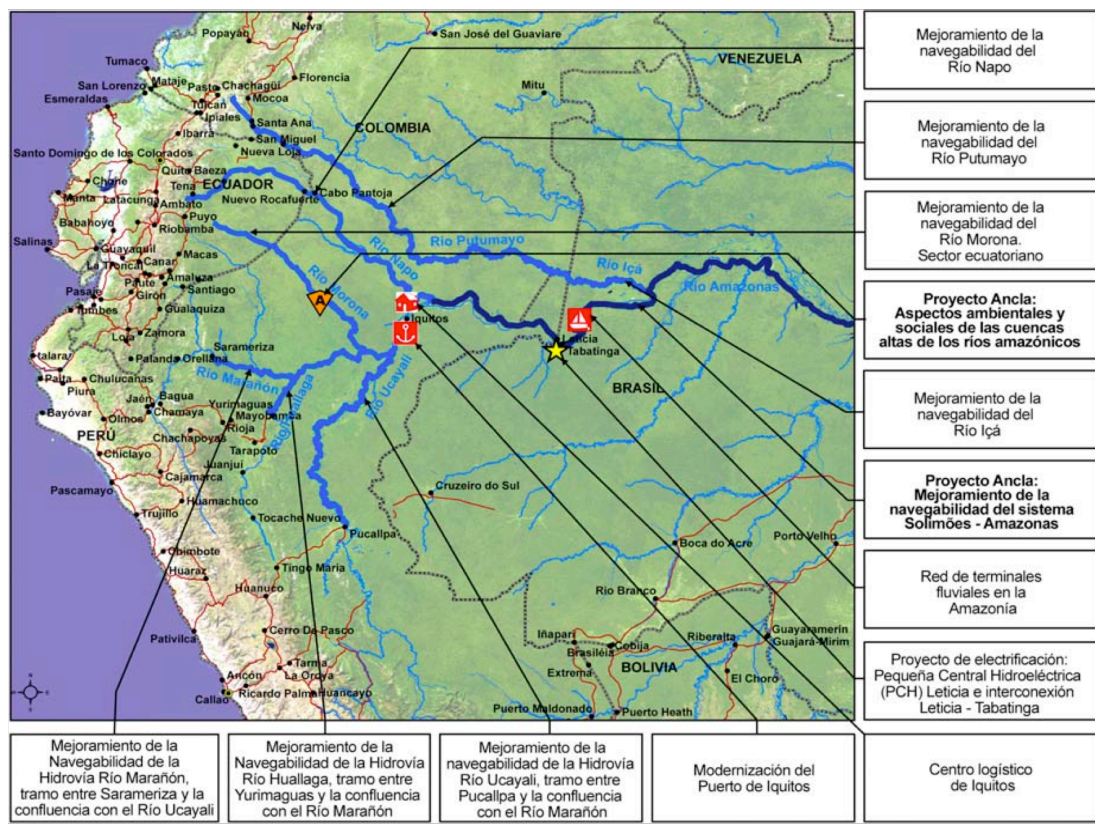 Popayán
Neiva
San José del Guaviare
VENEZUELA
Tumaco
Mataje
Pasto
Chachagüí
Florencia
San Lorenzo
Mocoa
Mitu
Esmeraldas
Tulcán
Ipiales
Santa Ana
COLOMBIA
Ibarra
San Miguel
Nueva Loja
Santo Domingo de los Colorados
Quito
Baeza
Chone
ECUADOR
Tena
Cabo Pantoja
Manta
Latacunga
Nuevo Rocafuerte
Ambato
Puyo
Babahoyo
Riobamba
Río Putumayo
Salinas
Guayaquil
Macas
Río Napo
Río Içá
La Troncal
Canar
Río Amazonas
Paute
Amaluza
Santiago
Pasaje
Girón
Río Morona
A
Tumbes
Gualaquiza
Iquitos
Loja
Zamora
Leticia
Tabatinga
talara
Palanda
Orellana
Sarameriza
Río Marañón
Río Ucayali
BRASIL
Paita
Piura
Chulucanas
Río Huallaga
Bagua
Yurimaguas
Bayóvar
Jaén
Chamaya
Mayobamba
Olmos
Rioja
PERÚ
Chachapoyas
Tarapoto
Chiclayo
Juanjuí
Cajamarca
Cruzeiro do Sul
Pascamayo
Huamachuco
Trujillo
Tocache Nuevo
Pucallpa
Boca do Acre
Porto Velho
Chimbote
Tingo Maria
Huaraz
Huanuco
Rio Branco
Pativilca
Cerro De Pasco
Iñapari
Riberalta
Guayaramerin
Guajará-Mirim
Brasiléia
Cobija
Tarma
Extrema
BOLIVIA
Ancón
La Oroya
El Choro
Callao
Ricardo Palma
Huancayo
Puerto Maldonado
Puerto Heath
Mejoramiento de la
navegabilidad del
Río Napo
Mejoramiento de la
navegabilidad del
Río Putumayo
Mejoramiento de la
navegabilidad del
Río Morona.
Sector ecuatoriano
Proyecto Ancla:
Aspectos ambientales y
sociales de las cuencas
altas de los ríos amazónicos
Mejoramiento de la
navegabilidad del
Río Içá
Proyecto Ancla:
Mejoramiento de la
navegabilidad del sistema
Solimões - Amazonas
Red de terminales
fluviales en la
Amazonía
Proyecto de electrificación:
Pequeña Central Hidroeléctrica
(PCH) Leticia e interconexión
Leticia - Tabatinga
Mejoramiento de la
Navegabilidad de la
Hidrovía Río Marañón,
tramo entre Sarameriza y la
confluencia con el Río Ucayali
Mejoramiento de la
Navegabilidad de la Hidrovía
Río Huallaga, tramo entre
Yurimaguas y la confluencia
con el Río Marañón
Mejoramiento de la
navegabilidad de la Hidrovía
Río Ucayali, tramo entre
Pucallpa y la confluencia
con el Río Marañón
Modernización del
Puerto de Iquitos
Centro logístico
de Iquitos